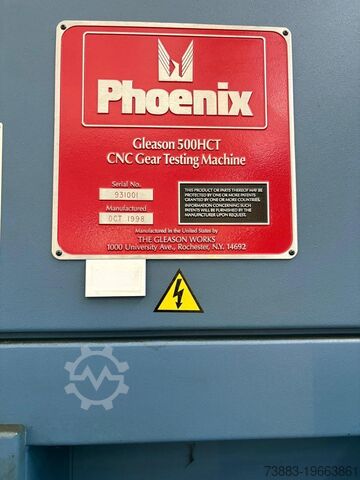 Phoenix
Gleason 500HCT
CNC Gear Testing Machine
Serial No.
931001
Manufactured
OCT 1998
THIS PRODUCT OR PARTS THEREOF MAY BE
PROTECTED BY ONE OR MORE PATENTS
GRANTED BY ONE OR MORE COUNTRIES.
INFORMATION CONCERNING SUCH
PATENTS WILL BE FURNISHED BY THE
MANUFACTURER UPON REQUEST.
Manufactured in the United States by
THE GLEASON WORKS
1000 University Ave., Rochester, N.Y. 14692
73883-19663861